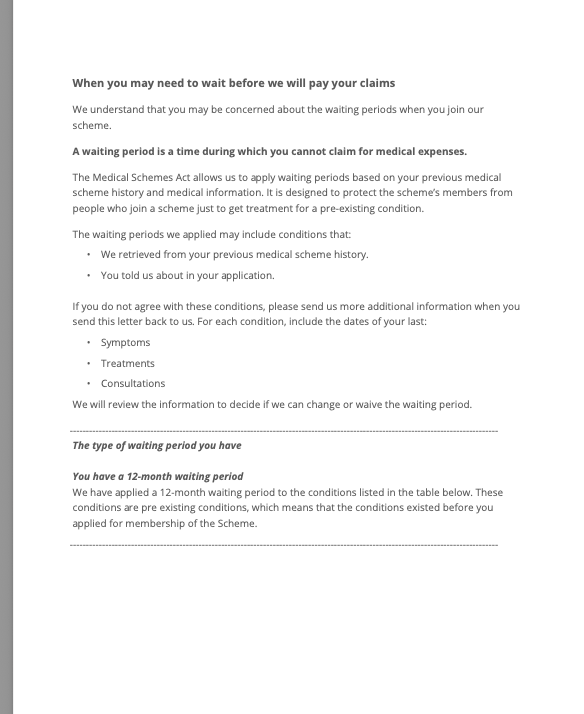 When you may need to wait before we will pay your claims
We understand that you may be concerned about the waiting periods when you join our
scheme.
A waiting period is a time during which you cannot claim for medical expenses.
The Medical Schemes Act allows us to apply waiting periods based on your previous medical
scheme history and medical information. It is designed to protect the scheme's members from
people who join a scheme just to get treatment for a pre-existing condition.
The waiting periods we applied may include conditions that:
• We retrieved from your previous medical scheme history.
• You told us about in your application.
If you do not agree with these conditions, please send us more additional information when you
send this letter back to us. For each condition, include the dates of your last:
• Symptoms
• Treatments
• Consultations
We will review the information to decide if we can change or waive the waiting period.
The type of waiting period you have
You have a 12-month waiting period
We have applied a 12-month waiting period to the conditions listed in the table below. These
conditions are pre existing conditions, which means that the conditions existed before you
applied for membership of the Scheme.